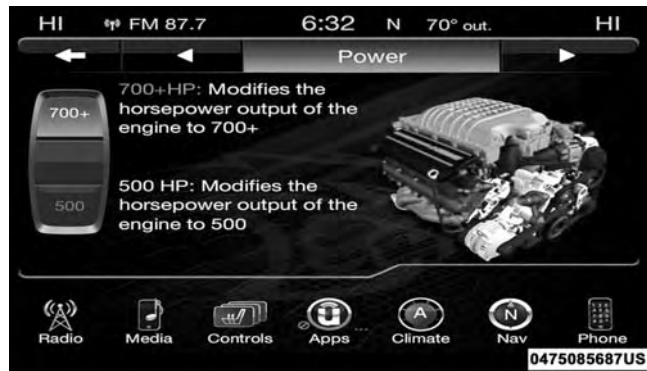 HI FM 87.7 6:32 N 70° out. HI
Power
700+
500
700+HP: Modifies the
horsepower output of the
engine to 700+
500 HP: Modifies the
horsepower output of the
engine to 500
A N
Radio Media Controls Apps Climate Nav Phone
0475085687US